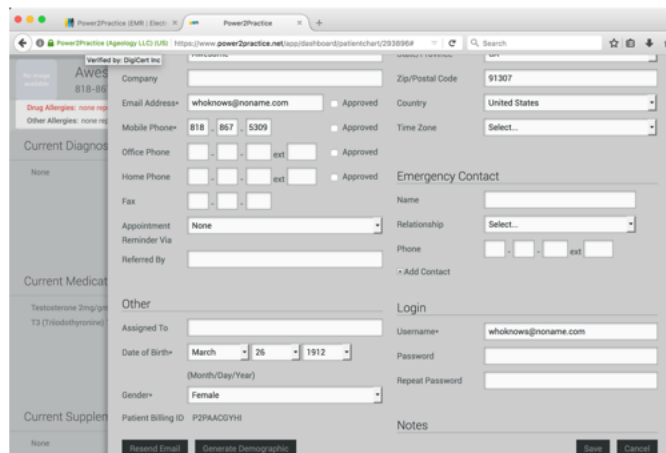 Power2Practice |EMR | Electr
Power2Practice
Power2Practice (Ageology LLC) (US)
https://www.power2practice.net/app/dashboard/patientchart/293696#
Search
Verified by: DigiCert Inc
No image available
Awes
818-86
Drug Allergies: none rep
Other Allergies: none rep
Current Diagnos
None
Current Medicat
Testosterone 2mg/gm
T3 (Triiodothyronine)
Current Supplen
None
Awesome
Company
Email Address*
whoknows@noname.com
Approved
Mobile Phone*
818 - 867 - 5309
Approved
Office Phone
- - ext
Approved
Home Phone
- - ext
Approved
Fax
- -
Appointment Reminder Via
None
Referred By
Other
Assigned To
Date of Birth*
March 26 1912
(Month/Day/Year)
Gender*
Female
Patient Billing ID P2PAACGYHI
Resend Email
Generate Demographic
State/Province
Zip/Postal Code
91307
Country
United States
Time Zone
Select...
Emergency Contact
Name
Relationship
Select...
Phone
- - ext
+ Add Contact
Login
Username*
whoknows@noname.com
Password
Repeat Password
Notes
Save
Cancel